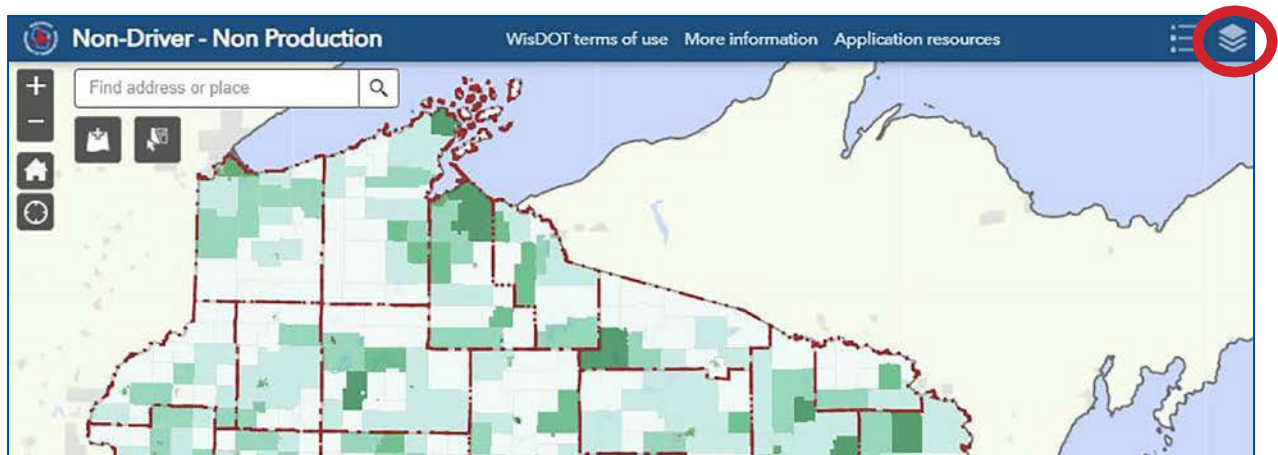 Non-Driver - Non Production
WisDOT terms of use More information Application resources
+
Find address or place
−